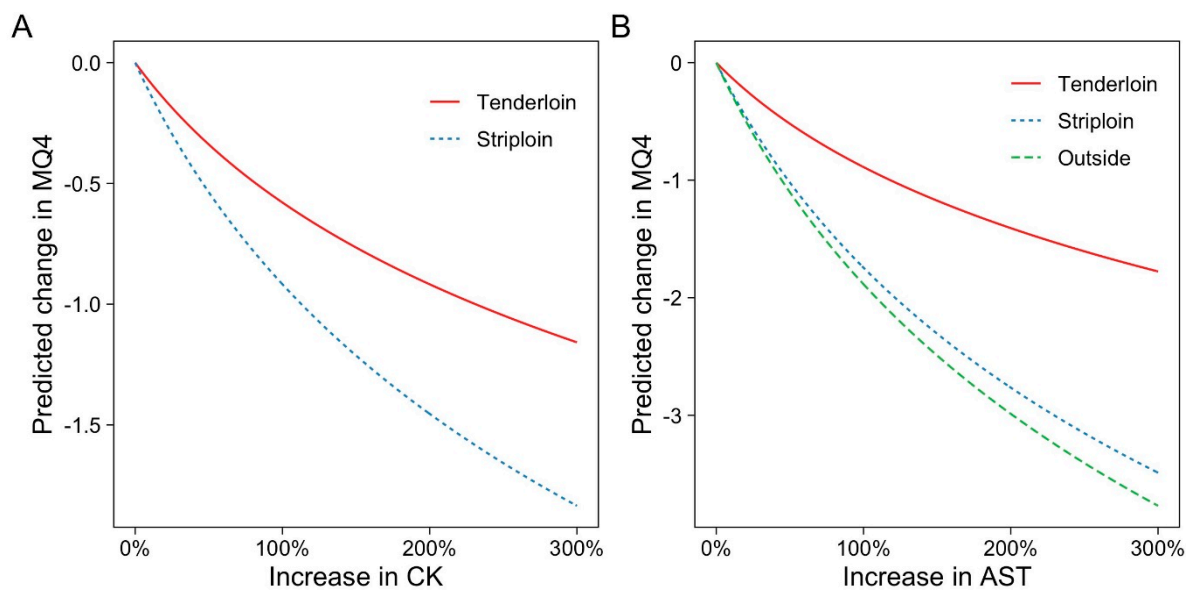 A
Predicted change in MQ4
0.0
-0.5
-1.0
-1.5
Tenderloin
Striploin
0% 100% 200% 300%
Increase in CK
B
Predicted change in MQ4
0
-1
-2
-3
Tenderloin
Striploin
Outside
0% 100% 200% 300%
Increase in AST